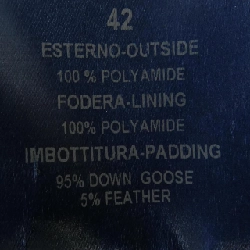 42
ESTERNO-OUTSIDE
100 % POLYAMIDE
FODERA-LINING
100% POLYAMIDE
IMBOTTITURA-PADDING
95% DOWN GOOSE
5% FEATHER